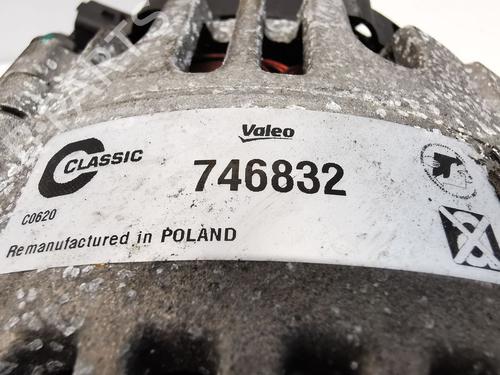 Valeo
C CLASSIC
746832
C0620
Remanufactured in POLAND